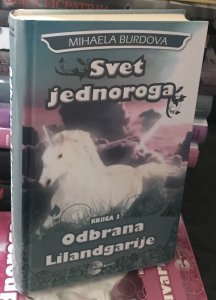 MIHAELA BURDOVA
Svet
jednoroga
KNJIGA 3
Odbrana
Lilandgarije